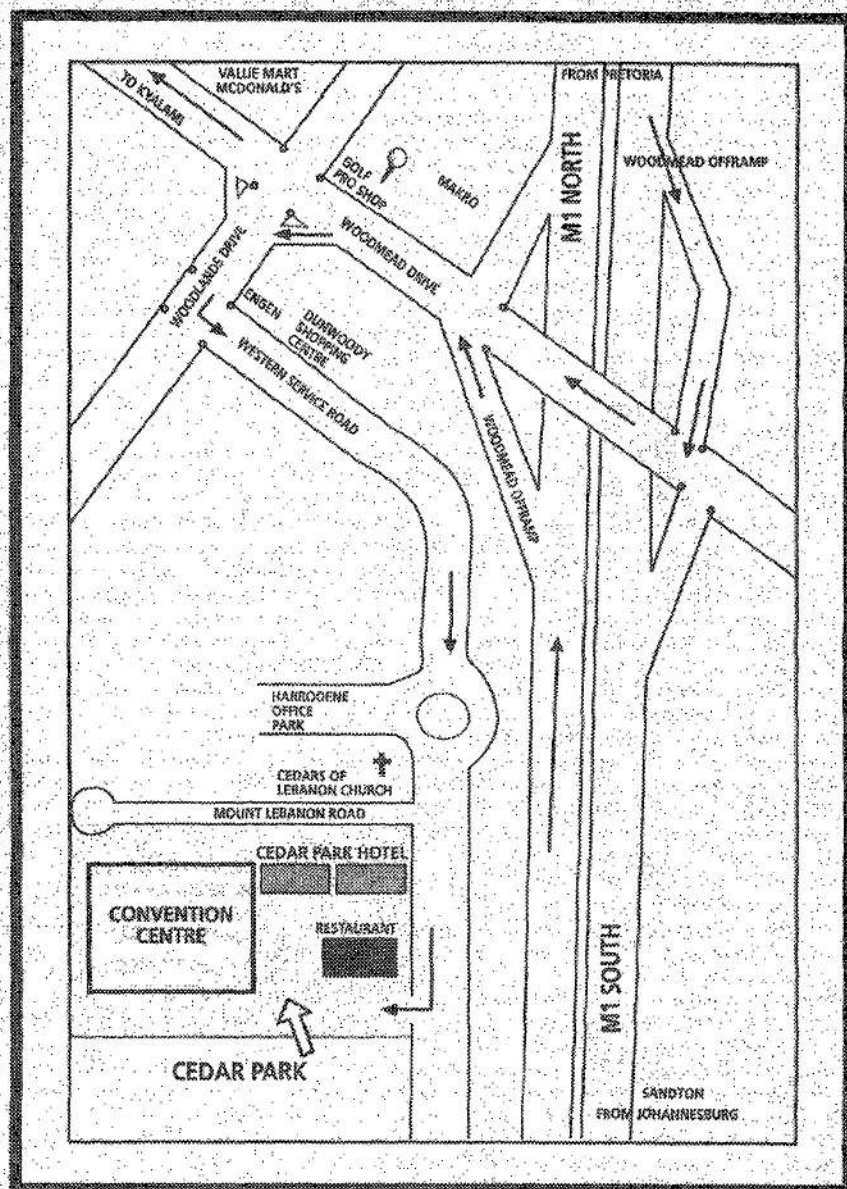 VALUE MART
MCDONALD'S
TO KYALAMI
FROM PRETORIA
WOODMEAD OFFRAMP
M1 NORTH
GOLF
PRO SHOP
MAKRO
WOODMEAD DRIVE
WOODLANDS DRIVE
ENGEN
DUNWOODY
SHOPPING
CENTRE
WESTERN SERVICE ROAD
WOODMEAD OFFRAMP
HARROGENE
OFFICE
PARK
CEDARS OF
LEBANON CHURCH
MOUNT LEBANON ROAD
CEDAR PARK HOTEL
CONVENTION
CENTRE
RESTAURANT
M1 SOUTH
CEDAR PARK
SANDTON
FROM JOHANNESBURG